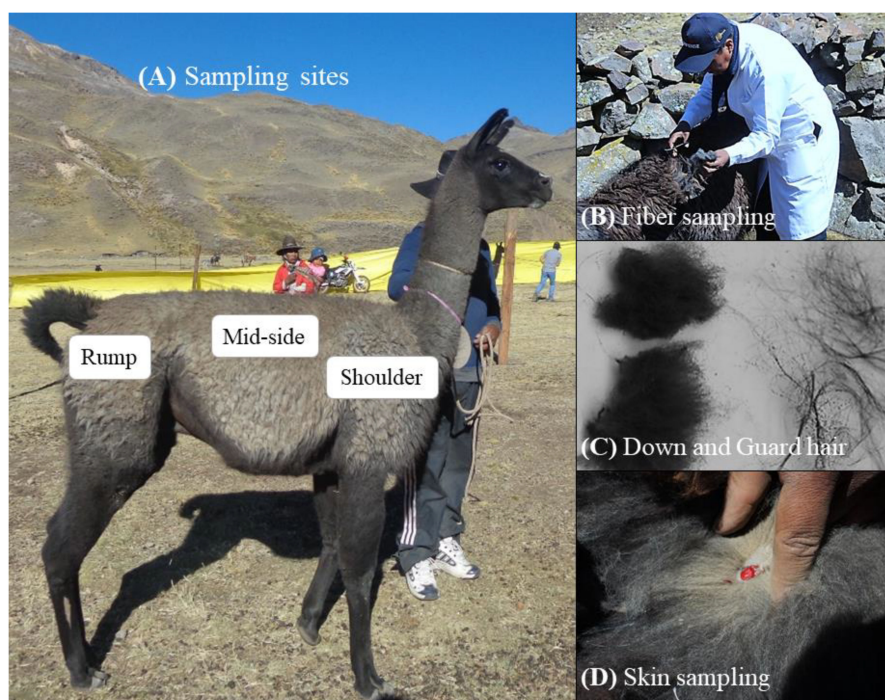 (A) Sampling sites
Rump
Mid-side
Shoulder
(B) Fiber sampling
(C) Down and Guard hair
(D) Skin sampling